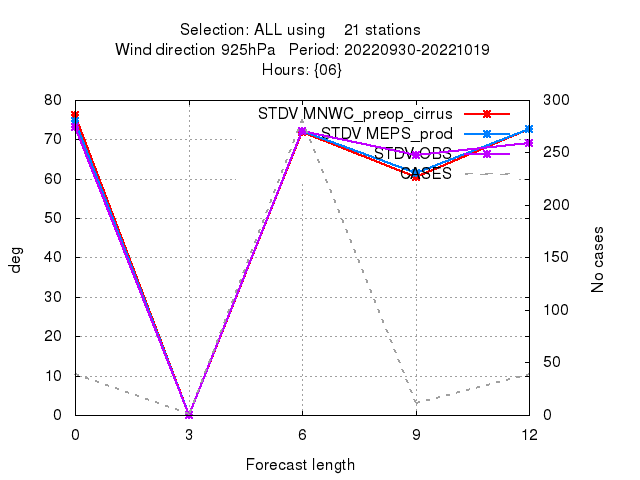 Selection: ALL using    21 stations
Wind direction 925hPa   Period: 20220930-20221019
Hours: {06}
STDV MNWC_preop_cirrus
STDV MEPS_prod
STDV OBS
CASES
80
70
60
50
40
30
20
10
0
300
250
200
150
100
50
0
deg
No cases
0 3 6 9 12
Forecast length